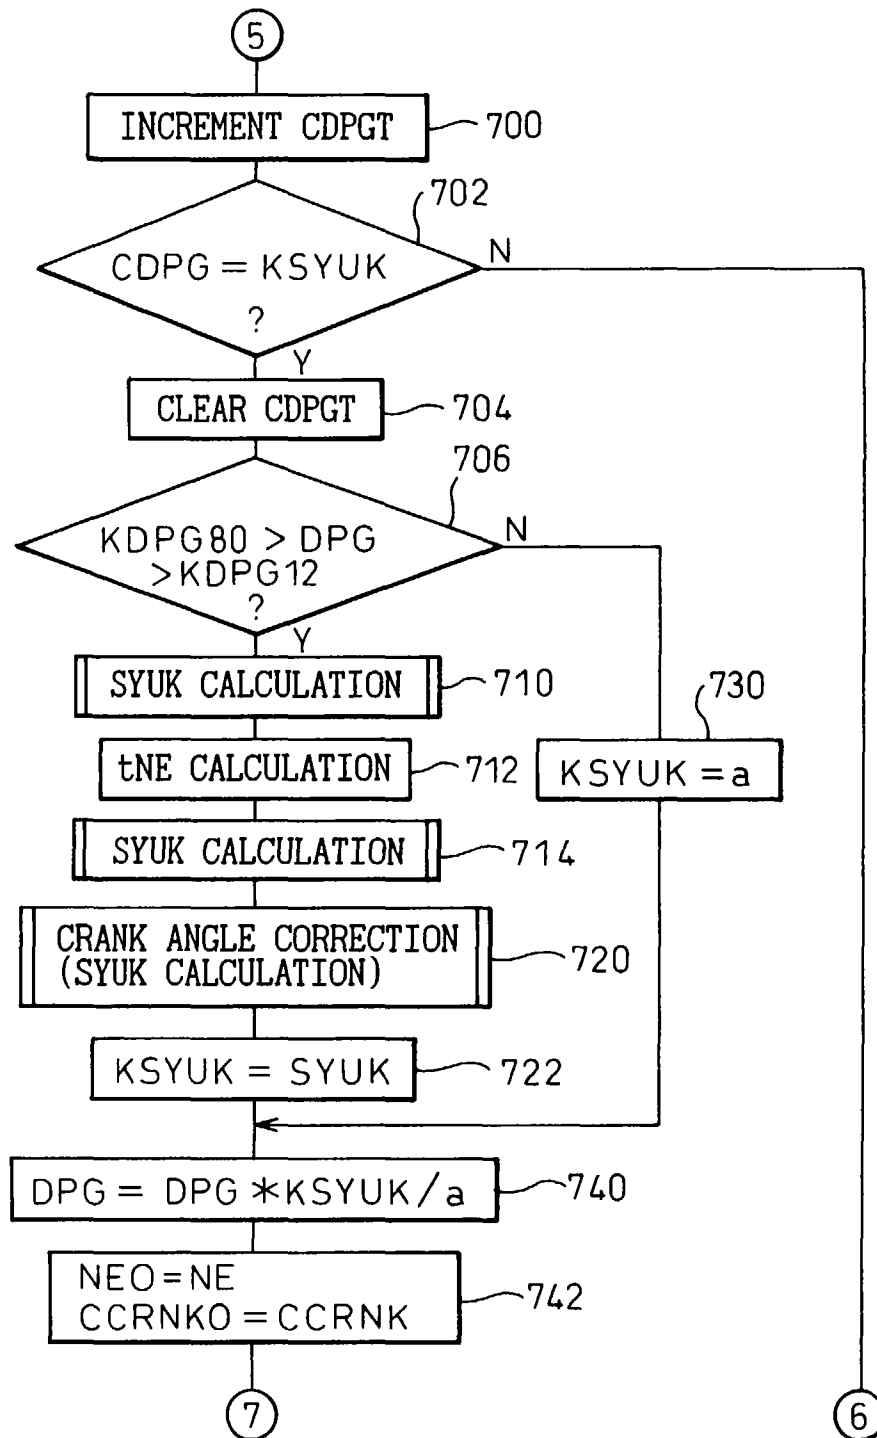 5
INCREMENT CDPGT
700
702
CDPG = KSYUK
?
N
Y
CLEAR CDPGT
704
706
KDPG80 > DPG
>KDPG12
?
N
Y
SYUK CALCULATION
710
730
tNE CALCULATION
712
KSYUK = a
SYUK CALCULATION
714
CRANK ANGLE CORRECTION
(SYUK CALCULATION)
720
KSYUK = SYUK
722
DPG = DPG *KSYUK/a
740
NEO=NE
CCRNKO = CCRNK
742
7
6